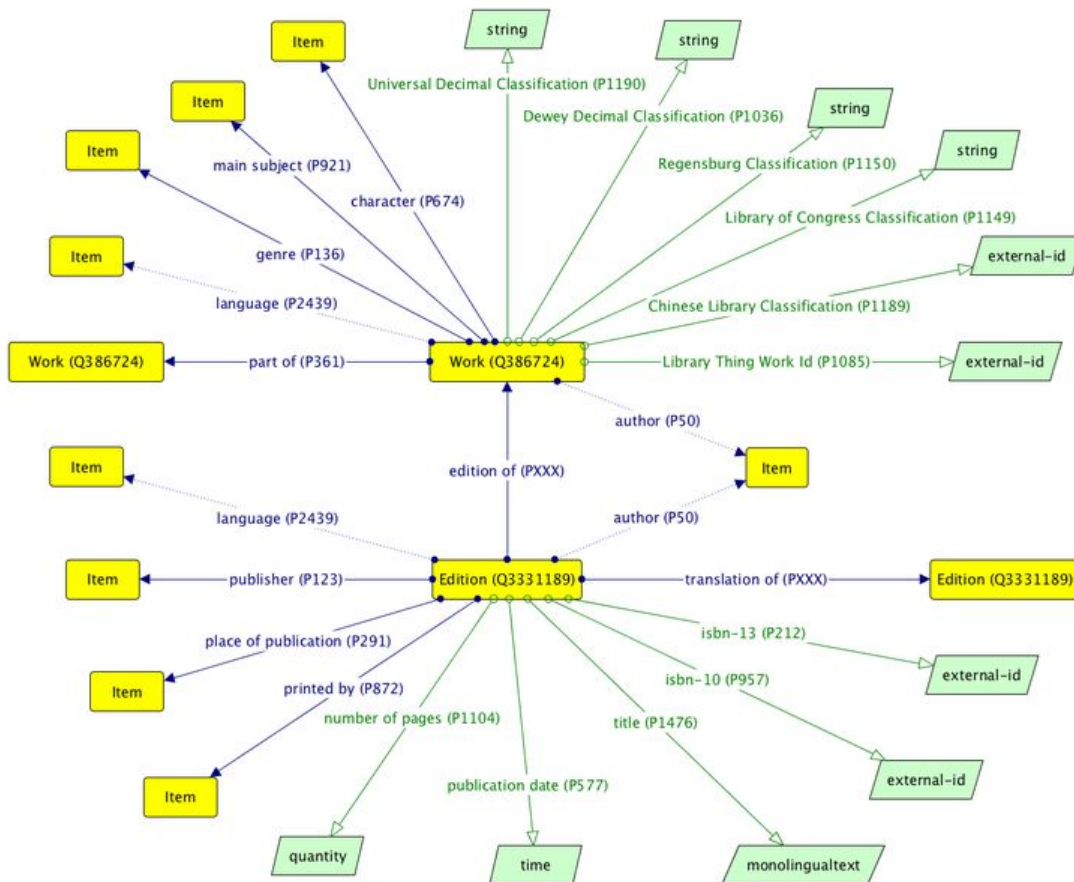 string
Item
string
Universal Decimal Classification (P1190)
Item
string
Dewey Decimal Classification (P1036)
Item
string
main subject (P921)
Regensburg Classification (P1150)
character (P674)
Library of Congress Classification (P1149)
Item
genre (P136)
external-id
language (P2439)
Chinese Library Classification (P1189)
Work (Q386724)
part of (P361)
Work (Q386724)
Library Thing Work Id (P1085)
external-id
author (P50)
Item
edition of (PXXX)
Item
language (P2439)
author (P50)
Item
publisher (P123)
Edition (Q3331189)
translation of (PXXX)
Edition (Q3331189)
isbn-13 (P212)
place of publication (P291)
external-id
isbn-10 (P957)
Item
printed by (P872)
number of pages (P1104)
title (P1476)
publication date (P577)
external-id
Item
quantity
time
monolingualtext